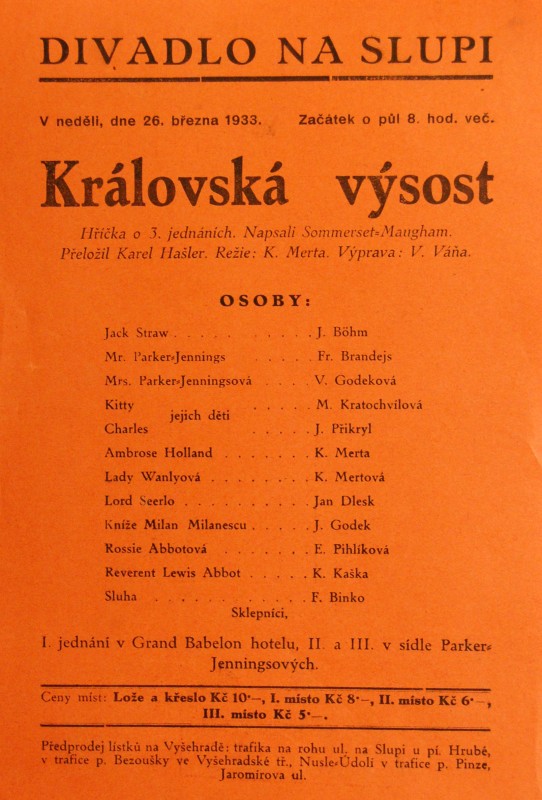 DIVADLO NA SLUPI
V neděli, dne 26. března 1933. Začátek o půl 8. hod. več.
Královská výsost
Hříčka o 3. jednáních. Napsali Sommerset-Maugham.
Přeložil Karel Hašler. Režie: K. Merta. Výprava: V. Váňa.
OSOBY:
Jack Straw . . . . . . . . . . J. Böhm
Mr. Parker-Jennings . . . . . Fr. Brandejs
Mrs. Parker-Jenningsová . . . . V. Godeková
Kitty . . . . . M. Kratochvílová
jejich děti
Charles . . . . . J. Přikryl
Ambrose Holland . . . . . . . K. Merta
Lady Wanlyová . . . . . . . K. Mertová
Lord Seerlo . . . . . . . . . Jan Dlesk
Kníže Milan Milanescu . . . . . J. Godek
Rossie Abbotová . . . . . . . E. Pihlíková
Reverent Lewis Abbot . . . . . K. Kaška
Sluha . . . . . . . . . . . F. Binko
Sklepníci,
I. jednání v Grand Babelon hotelu, II. a III. v sídle Parker-
Jenningsových.
Ceny míst: Lože a křeslo Kč 10·–, I. místo Kč 8·–, II. místo Kč 6·–,
III. místo Kč 5·–.
Předprodej lístků na Vyšehradě: trafika na rohu ul. na Slupi u pí. Hrubé,
v trafice p. Bezoušky ve Vyšehradské tř., Nusle-Údolí v trafice p. Pinze,
Jaromírova ul.